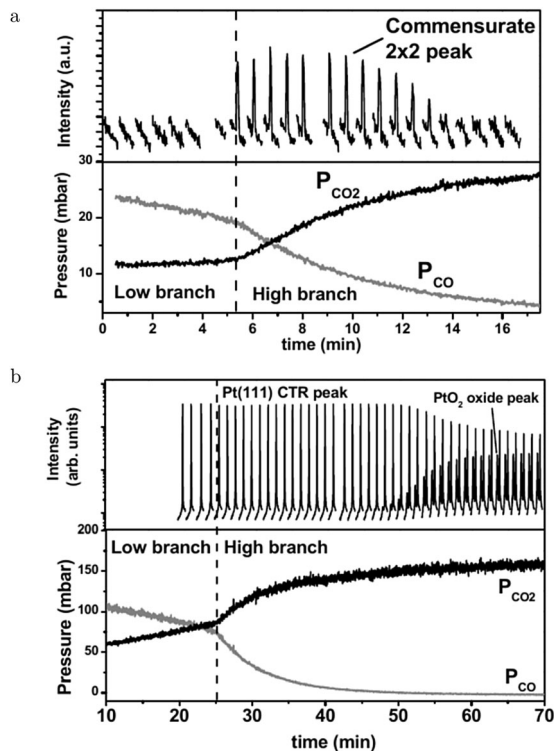 a
Commensurate
2x2 peak
Intensity (a.u.)
30
20
10
Pressure (mbar)
P_CO2
P_CO
Low branch
High branch
0 2 4 6 8 10 12 14 16
time (min)
b
Pt(111) CTR peak
PtO2 oxide peak
Intensity
(arb. units)
200
150
100
50
0
Pressure (mbar)
Low branch
High branch
P_CO2
P_CO
10 20 30 40 50 60 70
time (min)